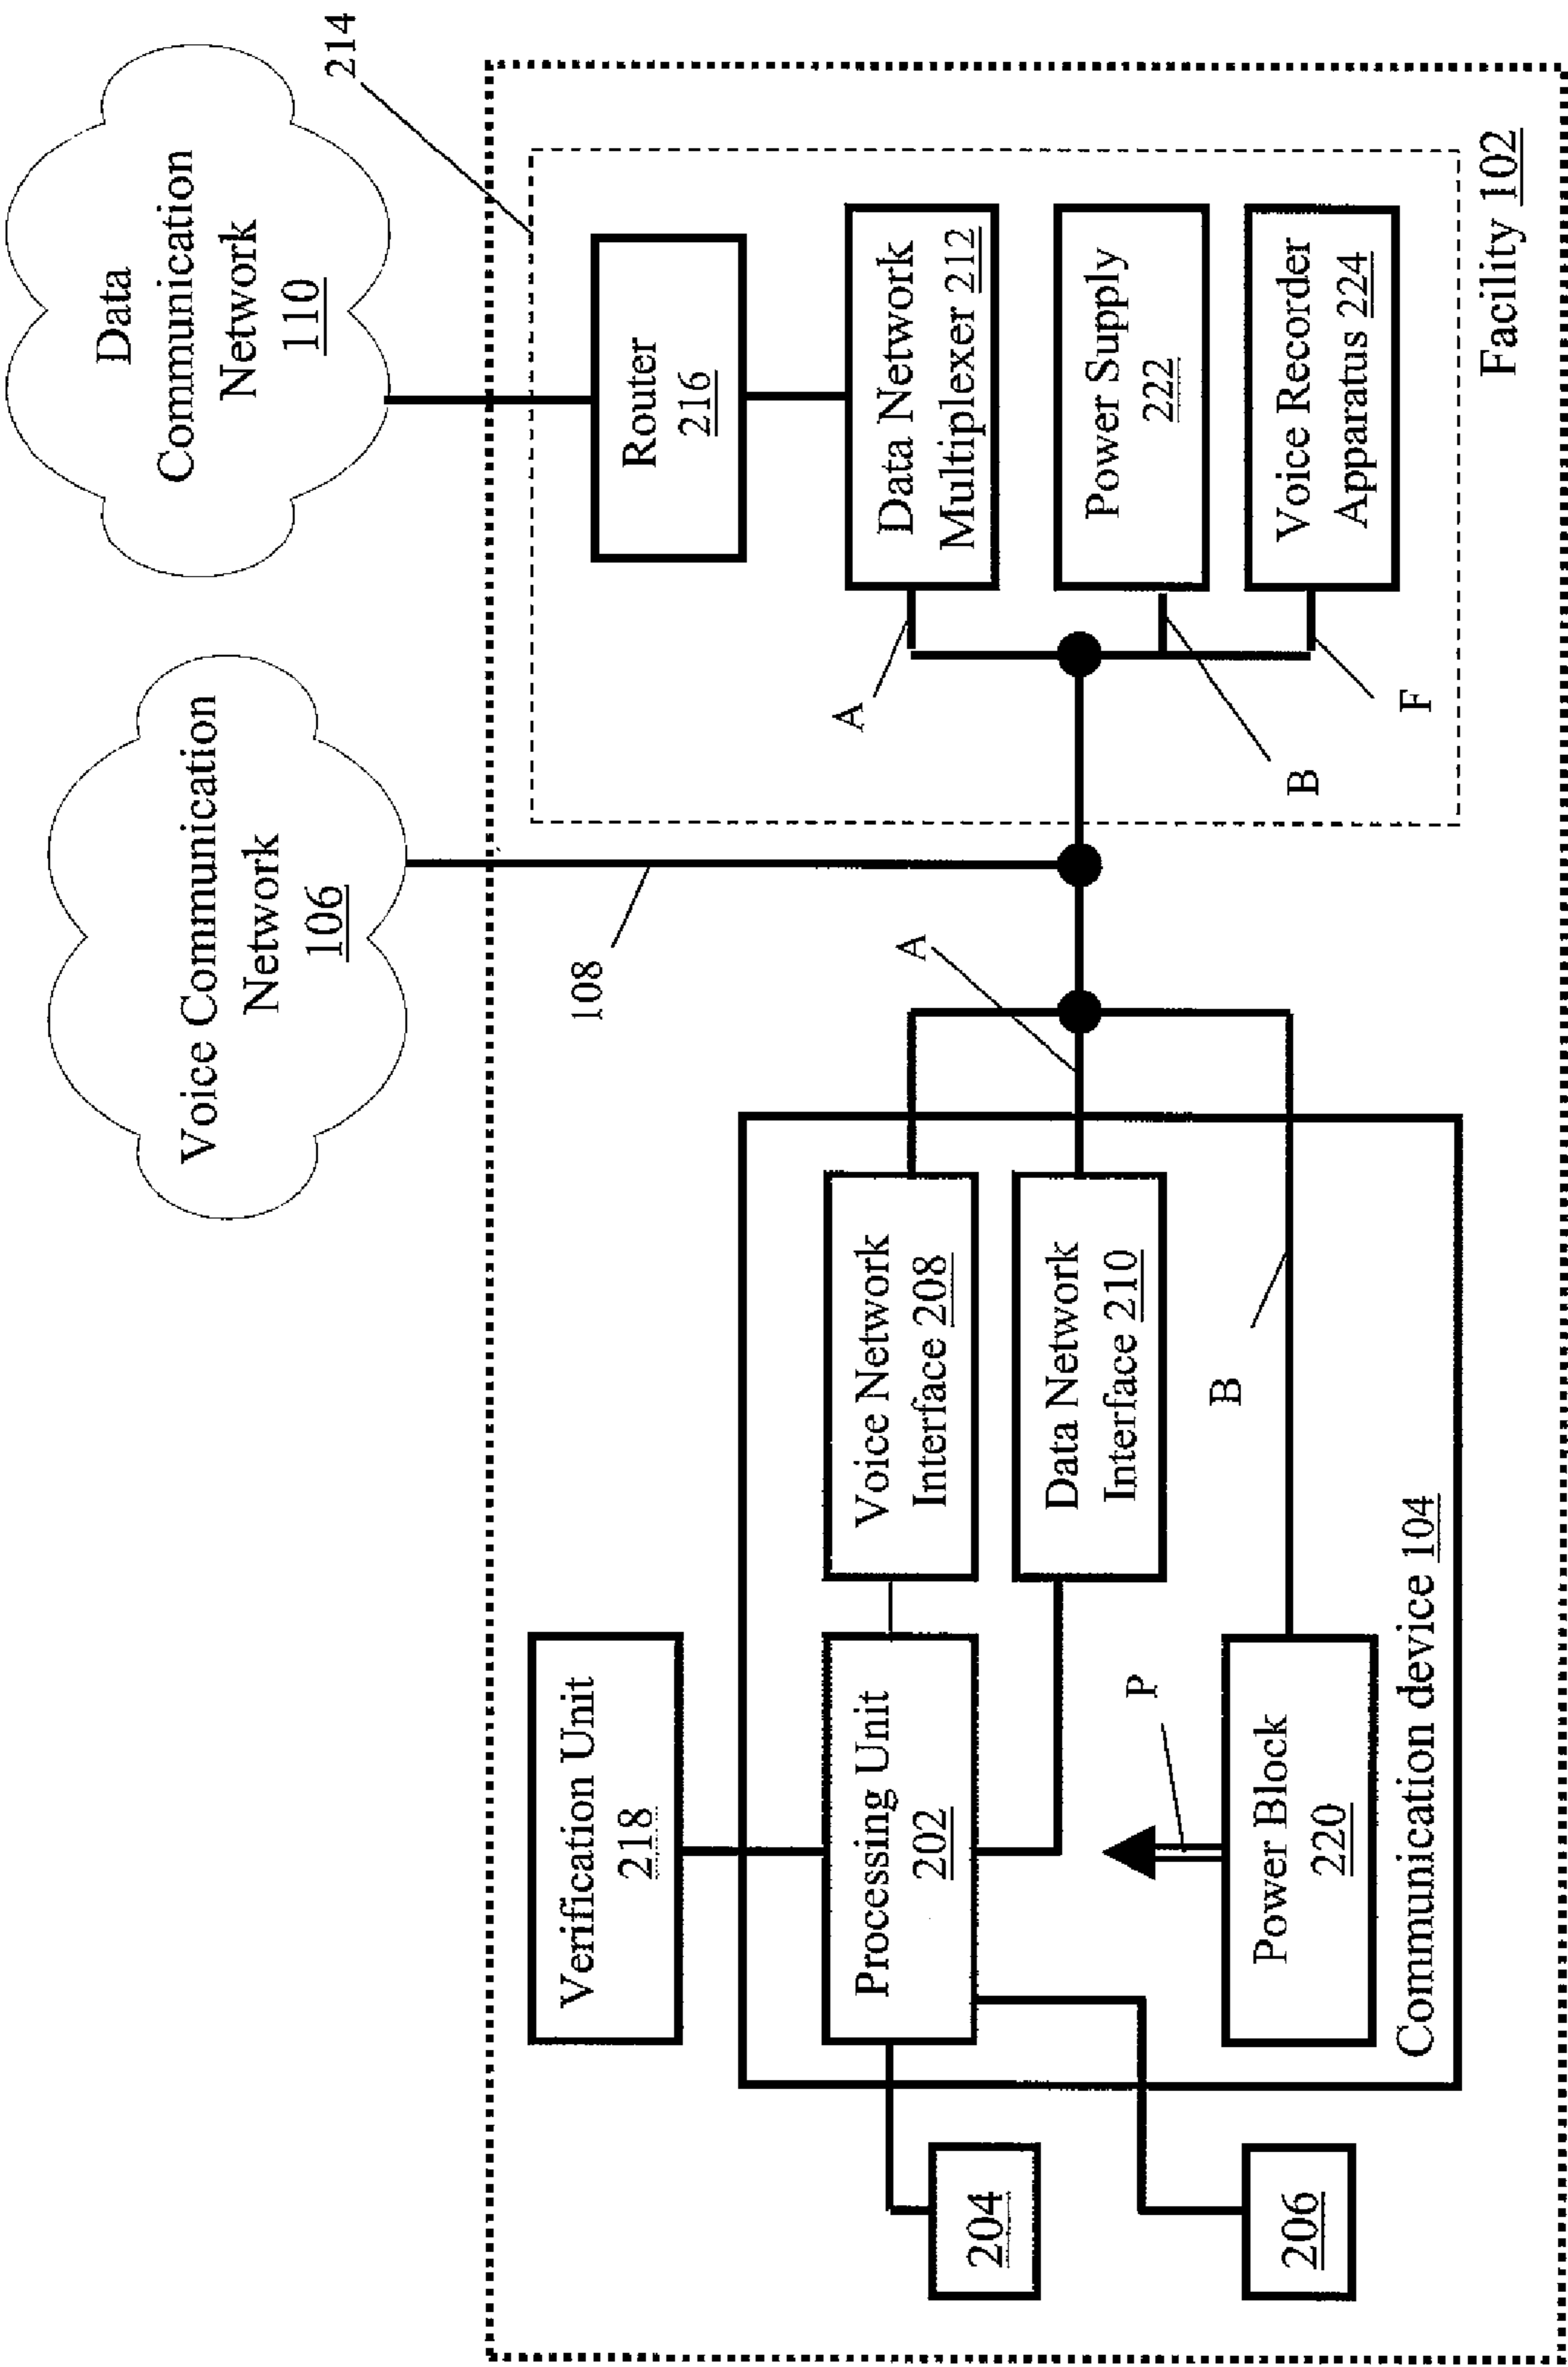 Voice Communication
Network
106
Data
Communication
Network
110
214
108
Verification Unit
218
Router
216
Processing Unit
202
Voice Network
Interface 208
A
A
Data Network
Multiplexer 212
204
Data Network
Interface 210
P
Power Supply
222
B
B
Power Block
220
206
Voice Recorder
Apparatus 224
F
Communication device 104
Facility 102